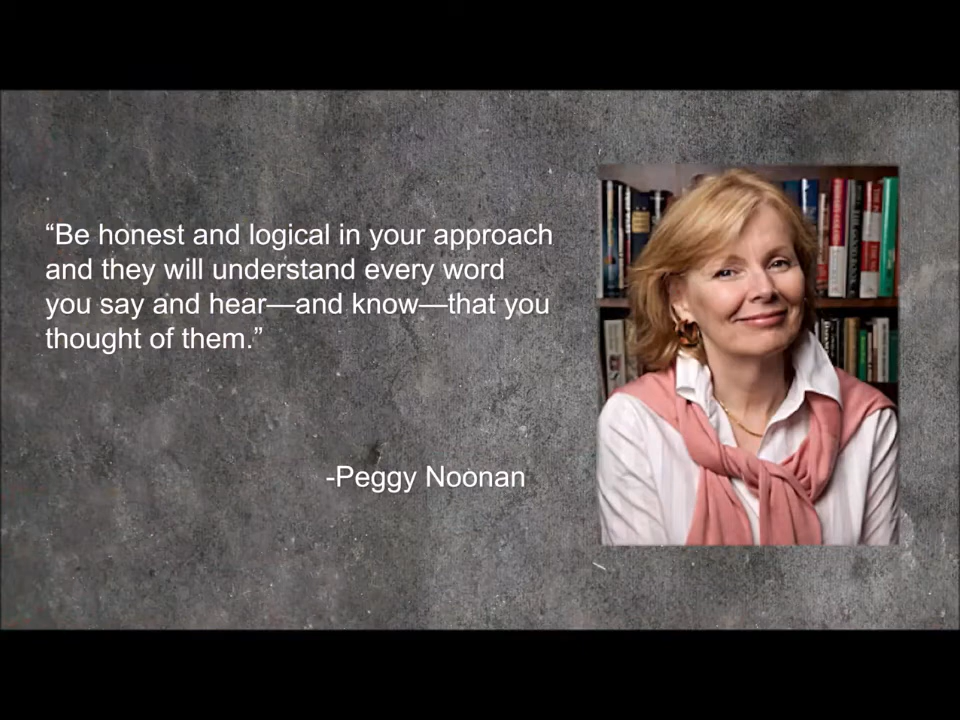 “Be honest and logical in your approach
and they will understand every word
you say and hear—and know—that you
thought of them.”
-Peggy Noonan